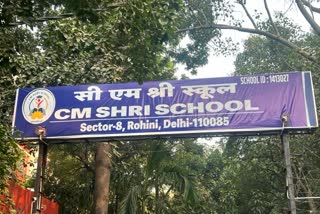 SCHOOL ID : 1413027
सी एम श्री स्कूल
CM SHRI SCHOOL
Sector-8, Rohini, Delhi-110085